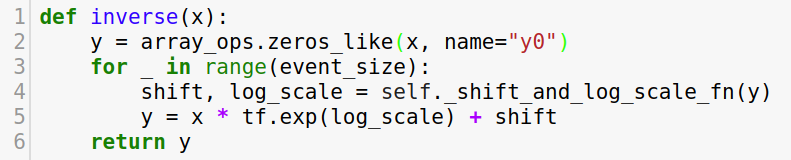 1 def inverse(x):
2     y = array_ops.zeros_like(x, name="y0")
3     for _ in range(event_size):
4         shift, log_scale = self._shift_and_log_scale_fn(y)
5         y = x * tf.exp(log_scale) + shift
6     return y